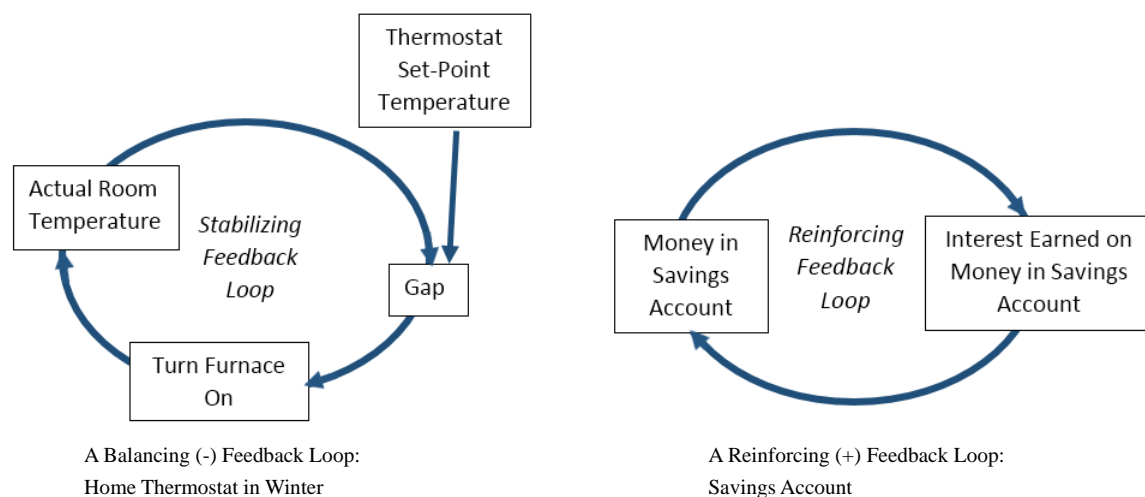 Thermostat
Set-Point
Temperature
Actual Room
Temperature
Stabilizing
Feedback
Loop
Gap
Turn Furnace
On
A Balancing (-) Feedback Loop:
Home Thermostat in Winter
Money in
Savings
Account
Reinforcing
Feedback
Loop
Interest Earned on
Money in Savings
Account
A Reinforcing (+) Feedback Loop:
Savings Account